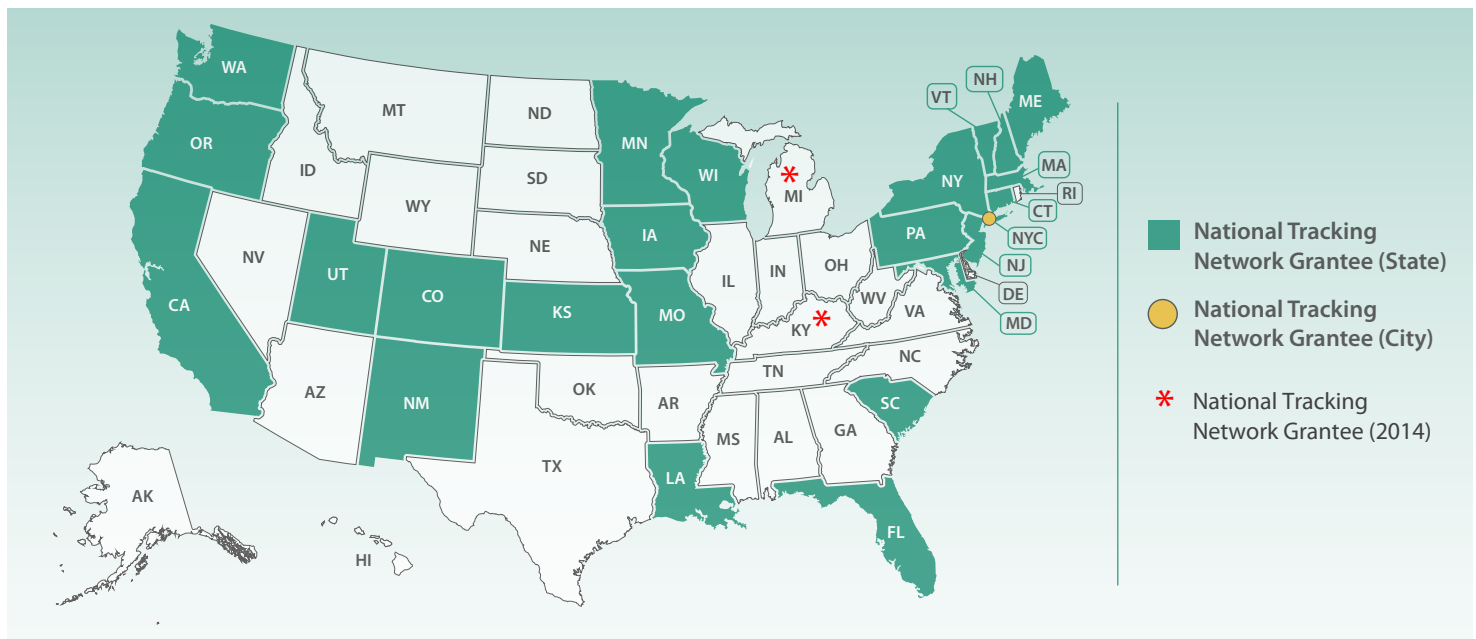 WA
OR
CA
ID
NV
MT
WY
UT
AZ
CO
NM
ND
SD
NE
KS
OK
TX
MN
IA
MO
AR
LA
WI
IL
MI
IN
OH
KY
TN
MS
AL
GA
FL
SC
NC
VA
WV
PA
NY
VT
NH
ME
MA
RI
CT
NYC
NJ
DE
MD
AK
HI
National Tracking
Network Grantee (State)
National Tracking
Network Grantee (City)
* National Tracking
Network Grantee (2014)